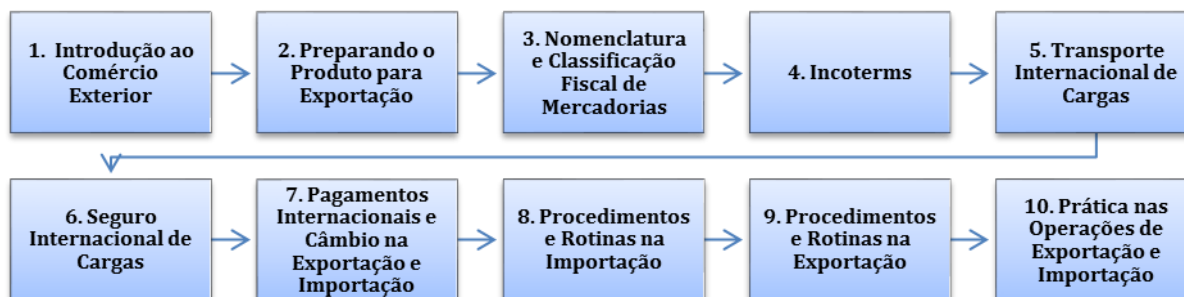 1. Introdução ao
Comércio
Exterior
2. Preparando o
Produto para
Exportação
3. Nomenclatura
e Classificação
Fiscal de
Mercadorias
4. Incoterms
5. Transporte
Internacional de
Cargas
6. Seguro
Internacional de
Cargas
7. Pagamentos
Internacionais e
Câmbio na
Exportação e
Importação
8. Procedimentos
e Rotinas na
Importação
9. Procedimentos
e Rotinas na
Exportação
10. Prática nas
Operações de
Exportação e
Importação